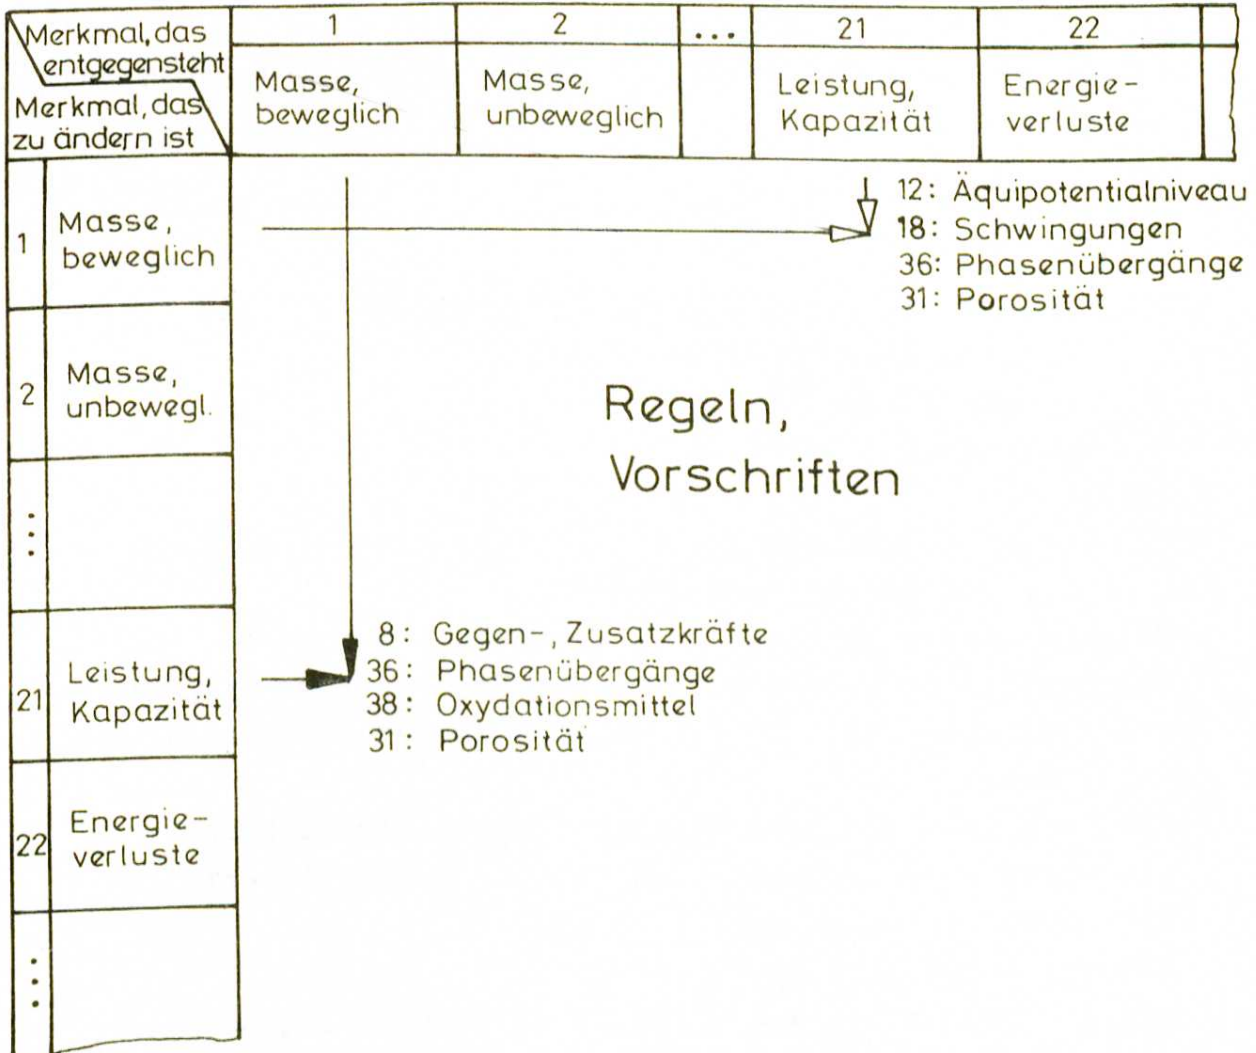 Merkmal, das
entgegensteht
Merkmal, das
zu ändern ist
1
2
...
21
22
Masse,
beweglich
Masse,
unbeweglich
Leistung,
Kapazität
Energie-
verluste
1
Masse,
beweglich
12: Äquipotentialniveau
18: Schwingungen
36: Phasenübergänge
31: Porosität
2
Masse,
unbewegl.
Regeln,
Vorschriften
...
21
Leistung,
Kapazität
8: Gegen-, Zusatzkräfte
36: Phasenübergänge
38: Oxydationsmittel
31: Porosität
22
Energie-
verluste
...